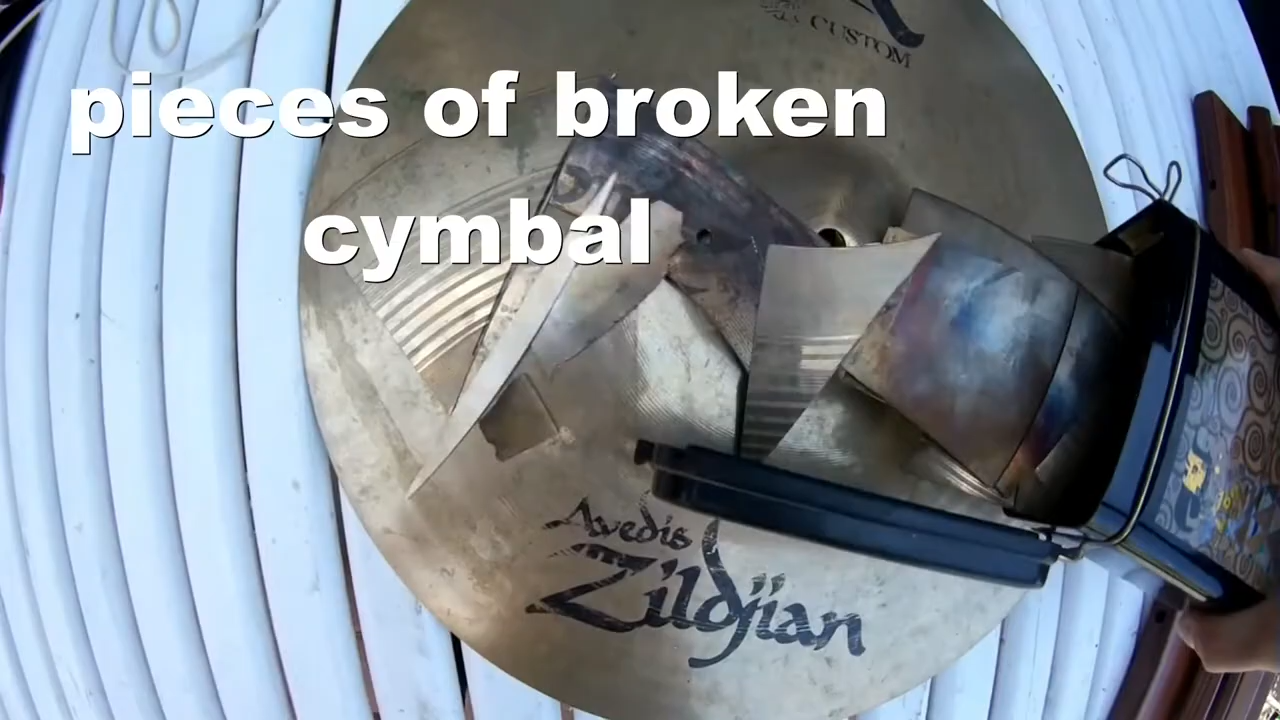 CUSTOM
pieces of broken
cymbal
Avedis
Zildjian